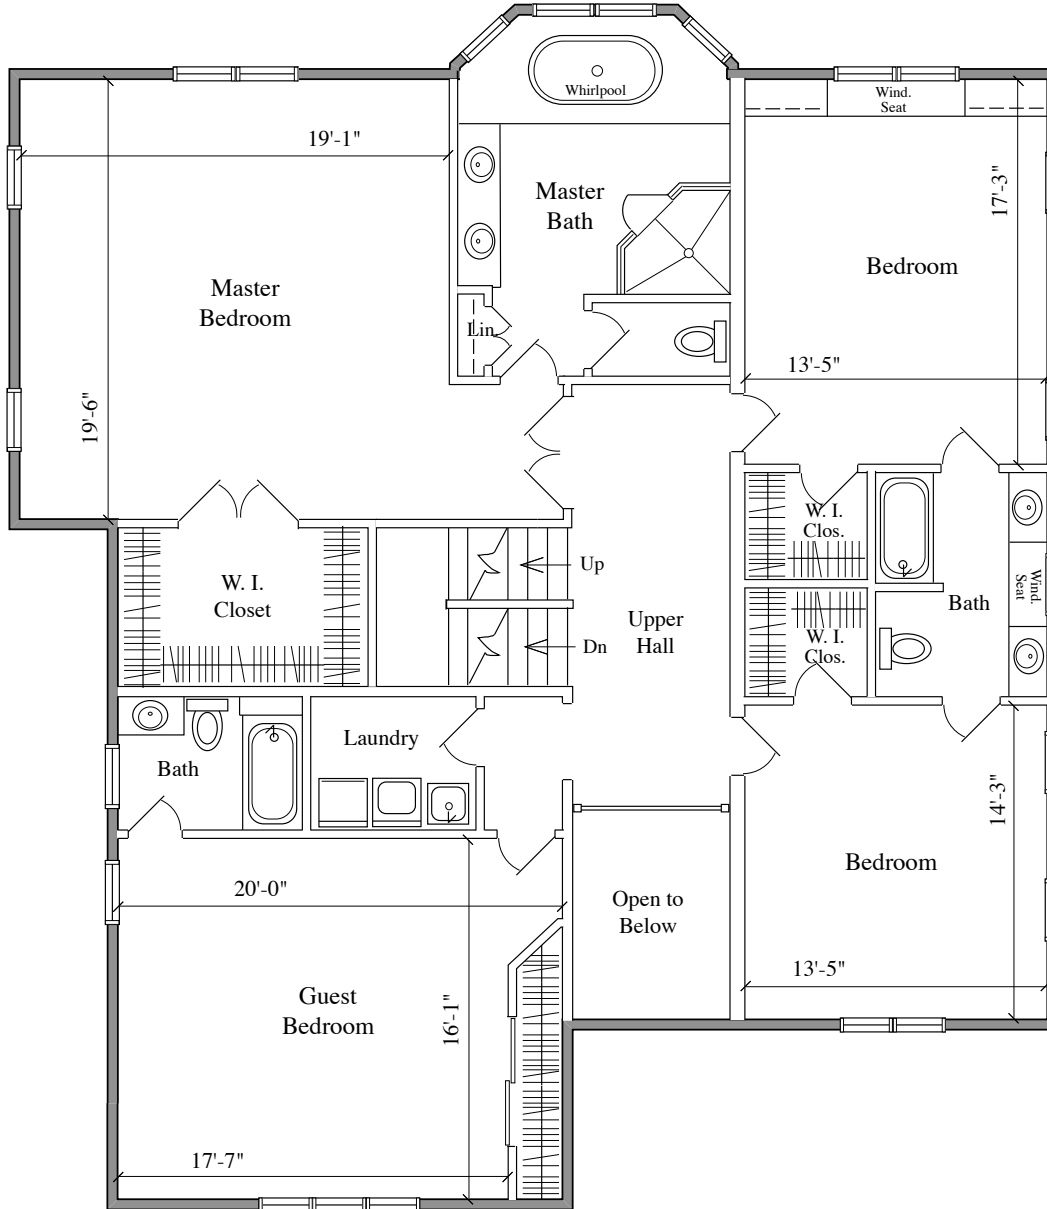 Whirlpool
Wind.
Seat
19'-1"
Master
Bath
17'-3"
Bedroom
Master
Bedroom
Lin.
13'-5"
19'-6"
W. I.
Clos.
Up
W. I.
Closet
Wind.
Seat
Bath
Upper
Hall
Dn
W. I.
Clos.
Laundry
Bath
14'-3"
Bedroom
20'-0"
Open to
Below
13'-5"
Guest
Bedroom
16'-1"
17'-7"